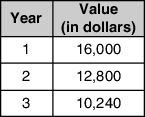 Year Value (in dollars)
1 16,000
2 12,800
3 10,240